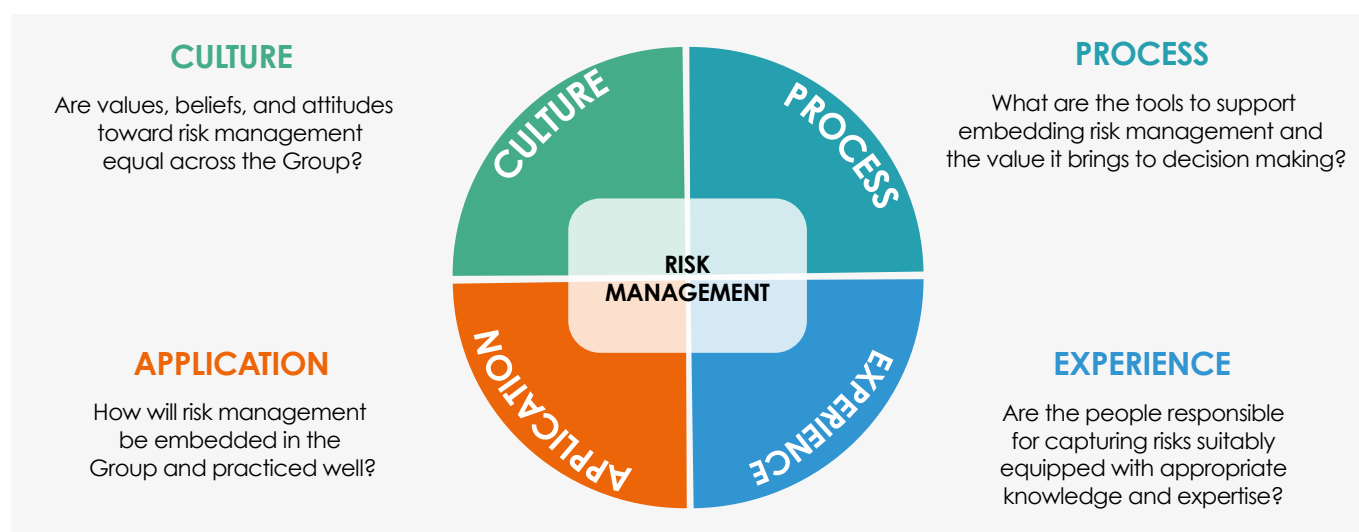 CULTURE
Are values, beliefs, and attitudes
toward risk management
equal across the Group?
PROCESS
What are the tools to support
embedding risk management and
the value it brings to decision making?
CULTURE
PROCESS
RISK
MANAGEMENT
APPLICATION
EXPERIENCE
APPLICATION
How will risk management
be embedded in the
Group and practiced well?
EXPERIENCE
Are the people responsible
for capturing risks suitably
equipped with appropriate
knowledge and expertise?